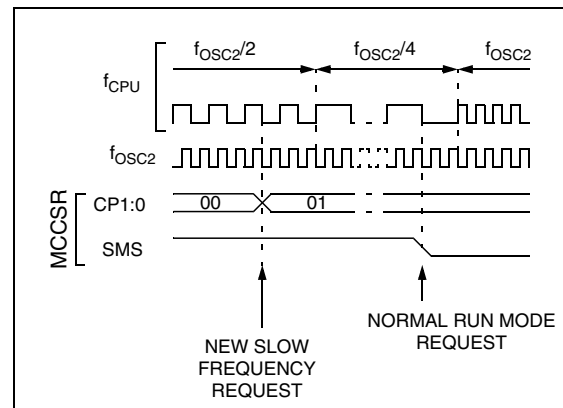 fOSC2/2 fOSC2/4 fOSC2
fCPU
fOSC2
MCCSR
CP1:0 00 01
SMS
NEW SLOW
FREQUENCY
REQUEST
NORMAL RUN MODE
REQUEST